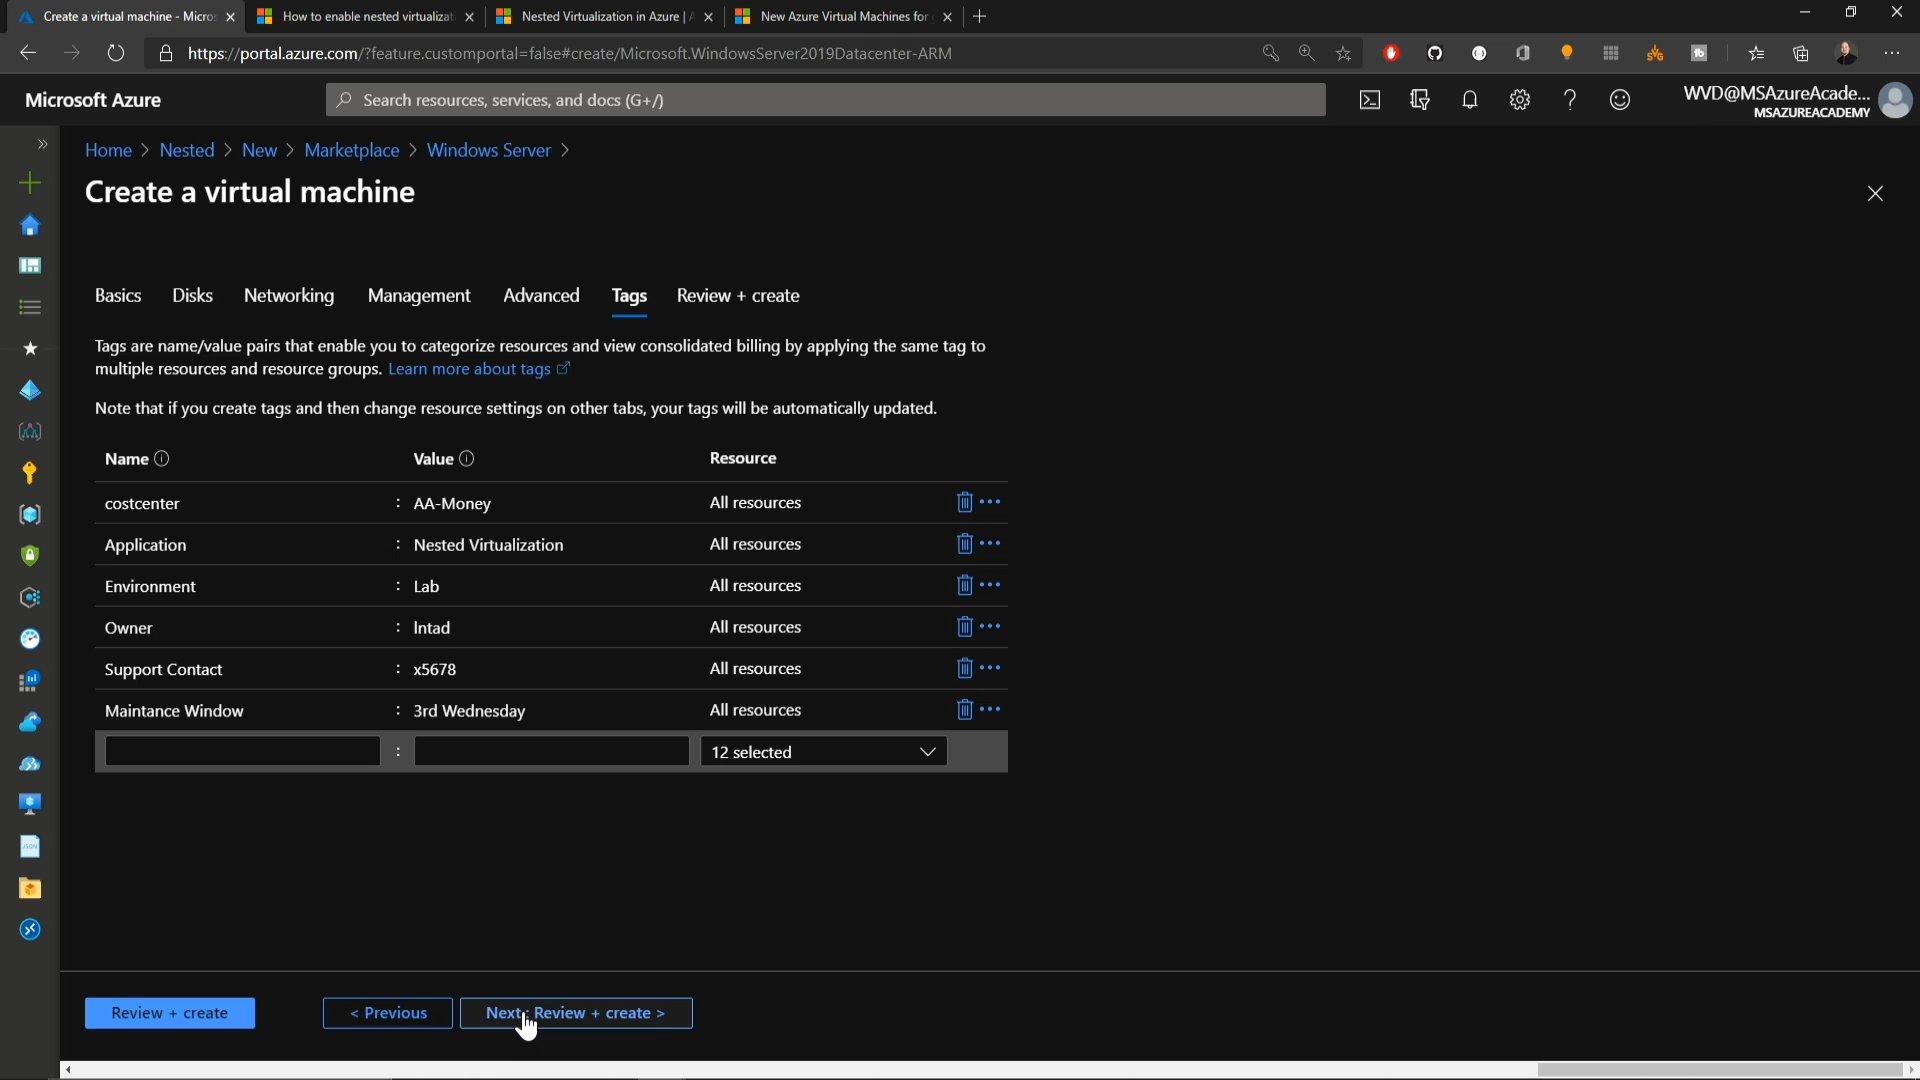 Create a virtual machine - Micros
How to enable nested virtualizat
Nested Virtualization in Azure | A
New Azure Virtual Machines for
https://portal.azure.com/?feature.customportal=false#create/Microsoft.WindowsServer2019Datacenter-ARM
Microsoft Azure
Search resources, services, and docs (G+/)
WVD@MSAzureAcade...
MSAZUREACADEMY
Home > Nested > New > Marketplace > Windows Server >
Create a virtual machine
Basics Disks Networking Management Advanced Tags Review + create
Tags are name/value pairs that enable you to categorize resources and view consolidated billing by applying the same tag to
multiple resources and resource groups. Learn more about tags
Note that if you create tags and then change resource settings on other tabs, your tags will be automatically updated.
Name Value Resource
costcenter : AA-Money All resources
Application : Nested Virtualization All resources
Environment : Lab All resources
Owner : Intad All resources
Support Contact : x5678 All resources
Maintance Window : 3rd Wednesday All resources
: 12 selected
Review + create < Previous Next : Review + create >